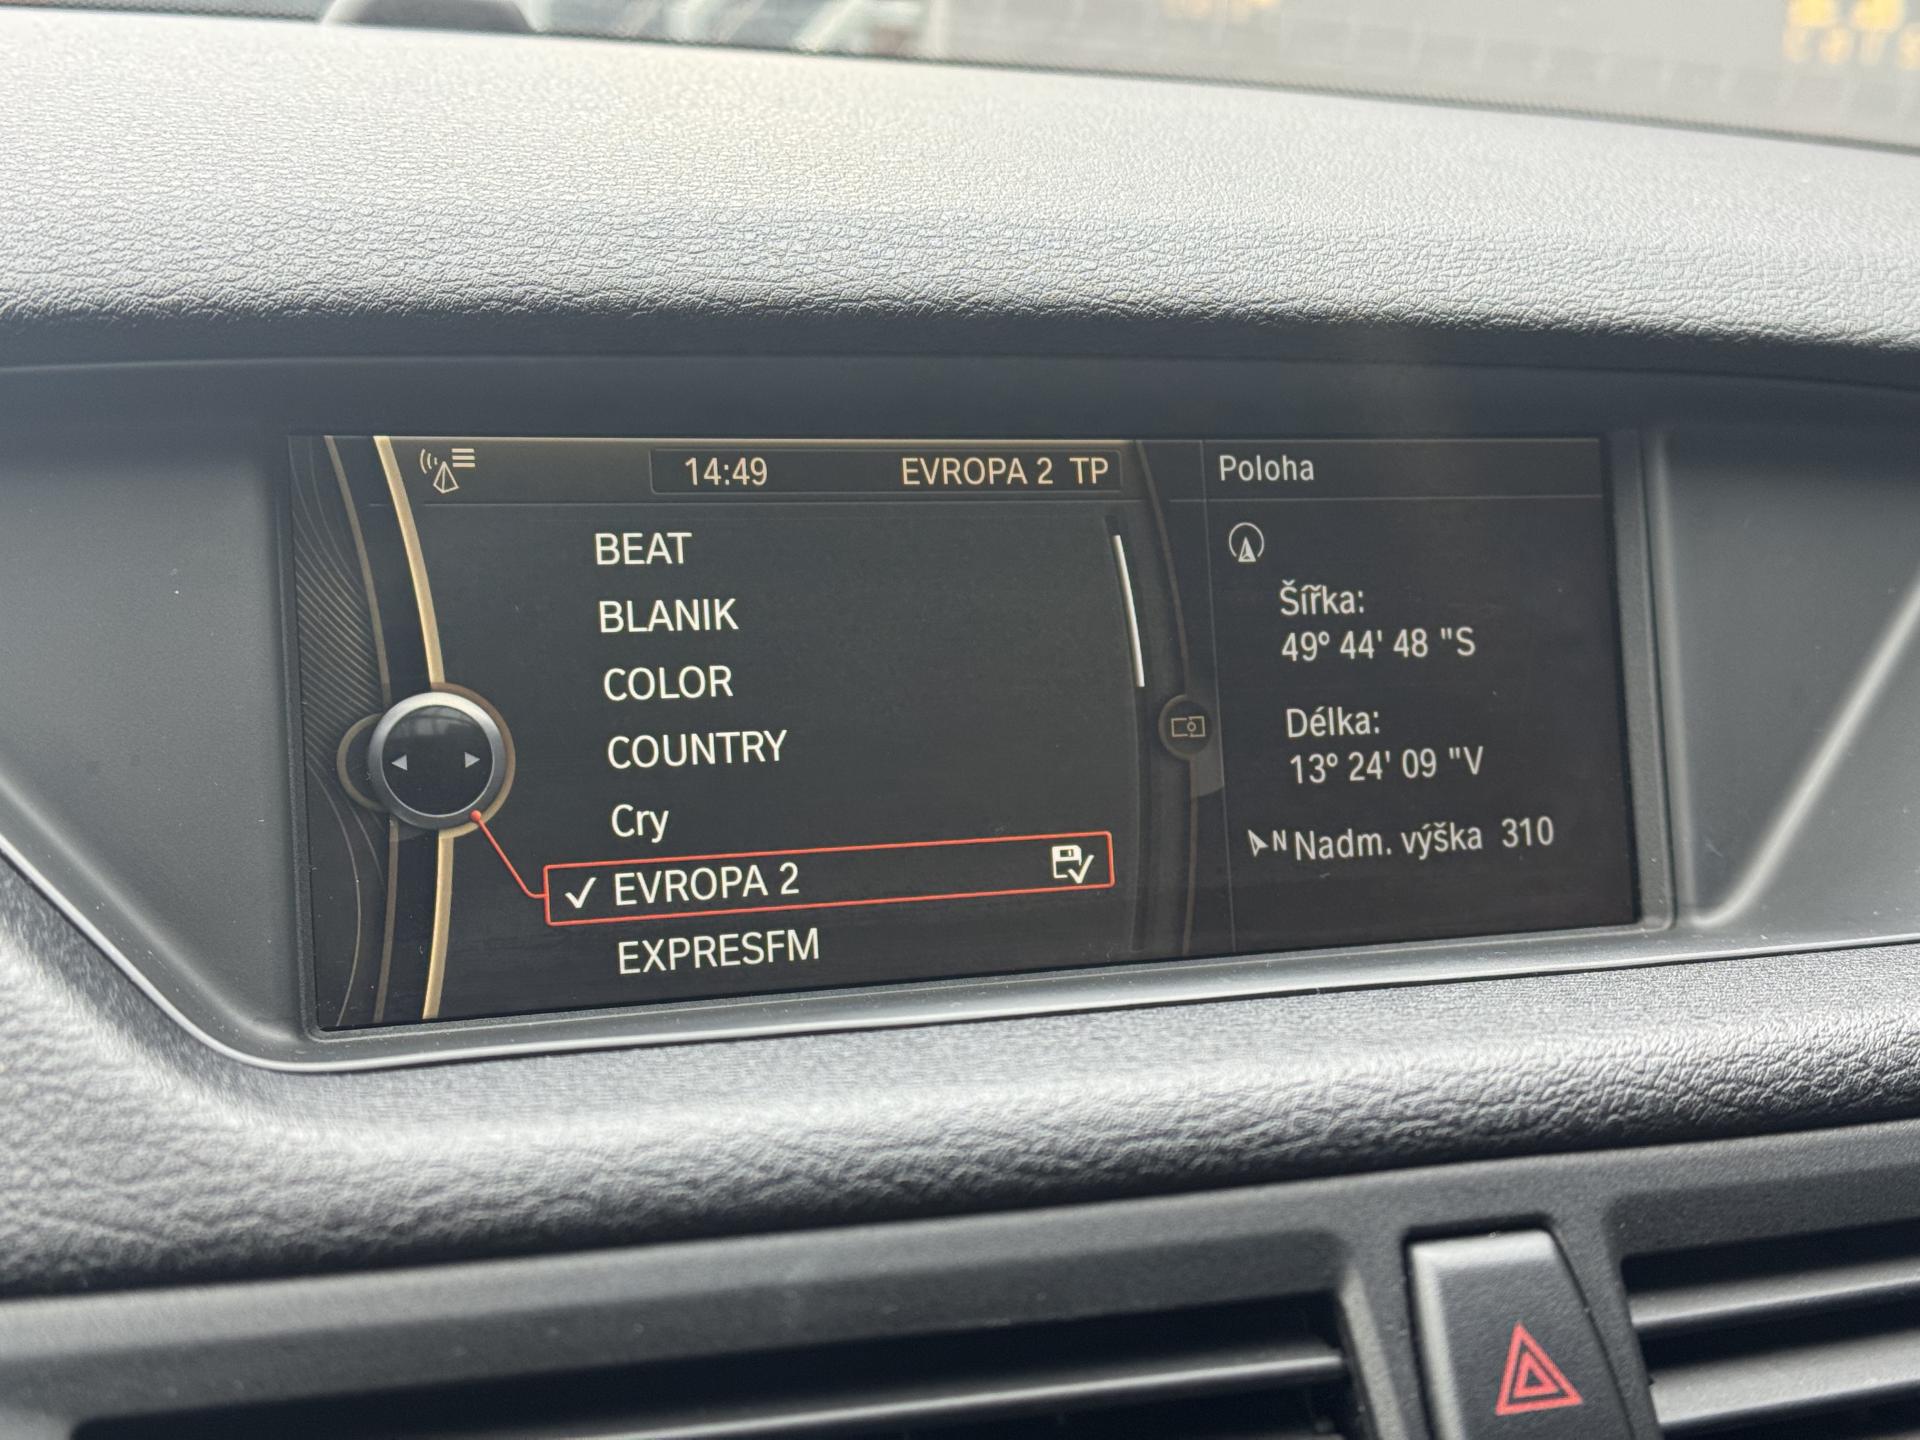 14:49 EVROPA 2 TP
BEAT
BLANIK
COLOR
COUNTRY
Cry
EVROPA 2
EXPRESFM
Poloha
Šířka:
49° 44' 48 "S
Délka:
13° 24' 09 "V
N Nadm. výška 310